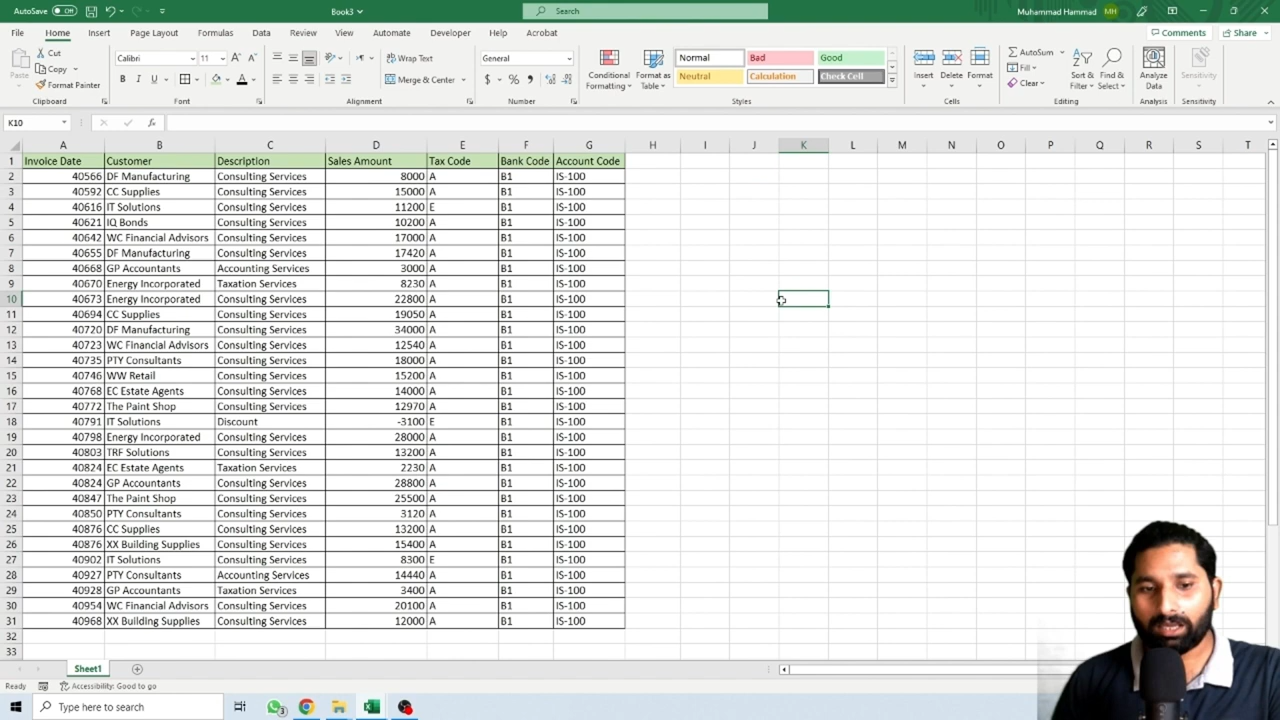 AutoSave Off Book3 Search Muhammad Hammad MH
File Home Insert Page Layout Formulas Data Review View Automate Developer Help Acrobat Comments Share
Cut Calibri 11 Wrap Text General Normal Bad Good AutoSum
Copy Fill
Paste Format Painter B I U Merge & Center $ % Conditional Formatting Format as Table Neutral Calculation Check Cell Insert Delete Format Clear Sort & Filter Find & Select Analyze Data Sensitivity
Clipboard Font Alignment Number Styles Cells Editing Analysis Sensitivity
K10 fx
A B C D E F G H I J K L M N O P Q R S T
1 Invoice Date Customer Description Sales Amount Tax Code Bank Code Account Code
2 40566 DF Manufacturing Consulting Services 8000 A B1 IS-100
3 40592 CC Supplies Consulting Services 15000 A B1 IS-100
4 40616 IT Solutions Consulting Services 11200 E B1 IS-100
5 40621 IQ Bonds Consulting Services 10200 A B1 IS-100
6 40642 WC Financial Advisors Consulting Services 17000 A B1 IS-100
7 40655 DF Manufacturing Consulting Services 17420 A B1 IS-100
8 40668 GP Accountants Accounting Services 3000 A B1 IS-100
9 40670 Energy Incorporated Taxation Services 8230 A B1 IS-100
10 40673 Energy Incorporated Consulting Services 22800 A B1 IS-100
11 40694 CC Supplies Consulting Services 19050 A B1 IS-100
12 40720 DF Manufacturing Consulting Services 34000 A B1 IS-100
13 40723 WC Financial Advisors Consulting Services 12540 A B1 IS-100
14 40735 PTY Consultants Consulting Services 18000 A B1 IS-100
15 40746 WW Retail Consulting Services 15200 A B1 IS-100
16 40768 EC Estate Agents Consulting Services 14000 A B1 IS-100
17 40772 The Paint Shop Consulting Services 12970 A B1 IS-100
18 40791 IT Solutions Discount -3100 E B1 IS-100
19 40798 Energy Incorporated Consulting Services 28000 A B1 IS-100
20 40803 TRF Solutions Consulting Services 13200 A B1 IS-100
21 40824 EC Estate Agents Taxation Services 2230 A B1 IS-100
22 40824 GP Accountants Consulting Services 28800 A B1 IS-100
23 40847 The Paint Shop Consulting Services 25500 A B1 IS-100
24 40850 PTY Consultants Consulting Services 3120 A B1 IS-100
25 40876 CC Supplies Consulting Services 13200 A B1 IS-100
26 40876 XX Building Supplies Consulting Services 15400 A B1 IS-100
27 40902 IT Solutions Consulting Services 8300 E B1 IS-100
28 40927 PTY Consultants Accounting Services 14440 A B1 IS-100
29 40928 GP Accountants Taxation Services 3400 A B1 IS-100
30 40954 WC Financial Advisors Consulting Services 20100 A B1 IS-100
31 40968 XX Building Supplies Consulting Services 12000 A B1 IS-100
32
33
Sheet1
Ready Accessibility: Good to go
Type here to search 3